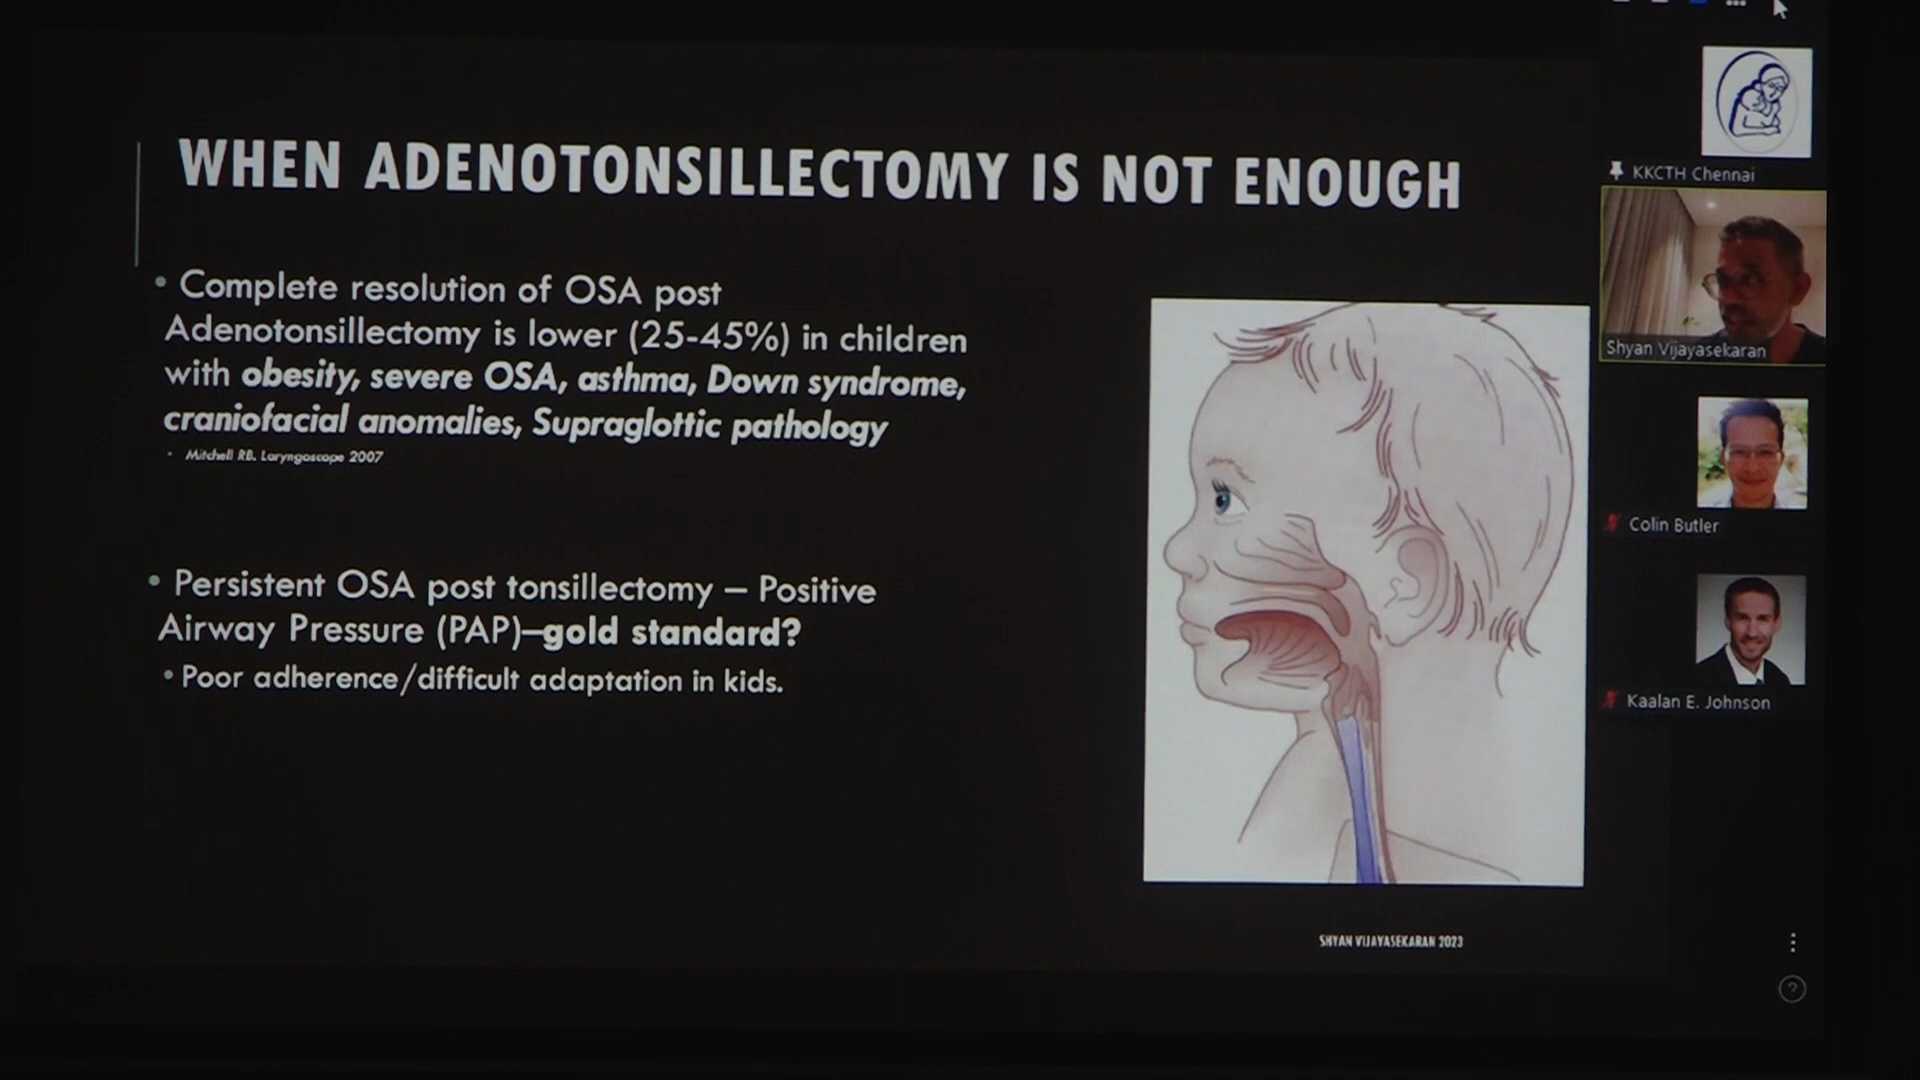 WHEN ADENOTONSILLECTOMY IS NOT ENOUGH
• Complete resolution of OSA post
Adenotonsillectomy is lower (25-45%) in children
with obesity, severe OSA, asthma, Down syndrome,
craniofacial anomalies, Supraglottic pathology
• Mitchell RB. Laryngoscope 2007
• Persistent OSA post tonsillectomy – Positive
Airway Pressure (PAP)–gold standard?
• Poor adherence/difficult adaptation in kids.
SHYAN VIJAYASEKARAN 2023
KKCTH Chennai
Shyan Vijayasekaran
Colin Butler
Kaalan E. Johnson